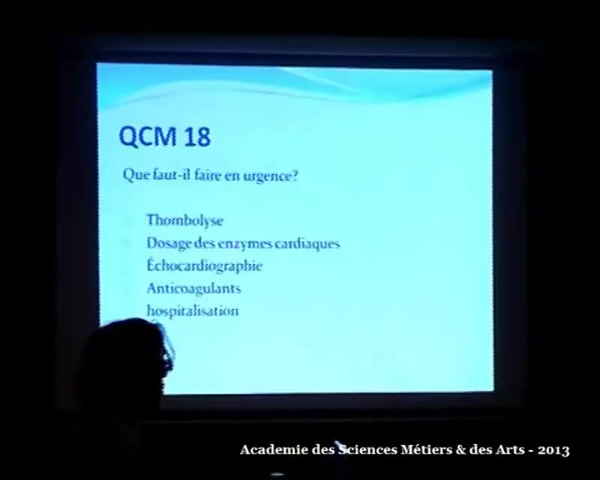 QCM 18
Que faut-il faire en urgence?
Thombolyse
Dosage des enzymes cardiaques
Échocardiographie
Anticoagulants
hospitalisation
Academie des Sciences Métiers & des Arts - 2013